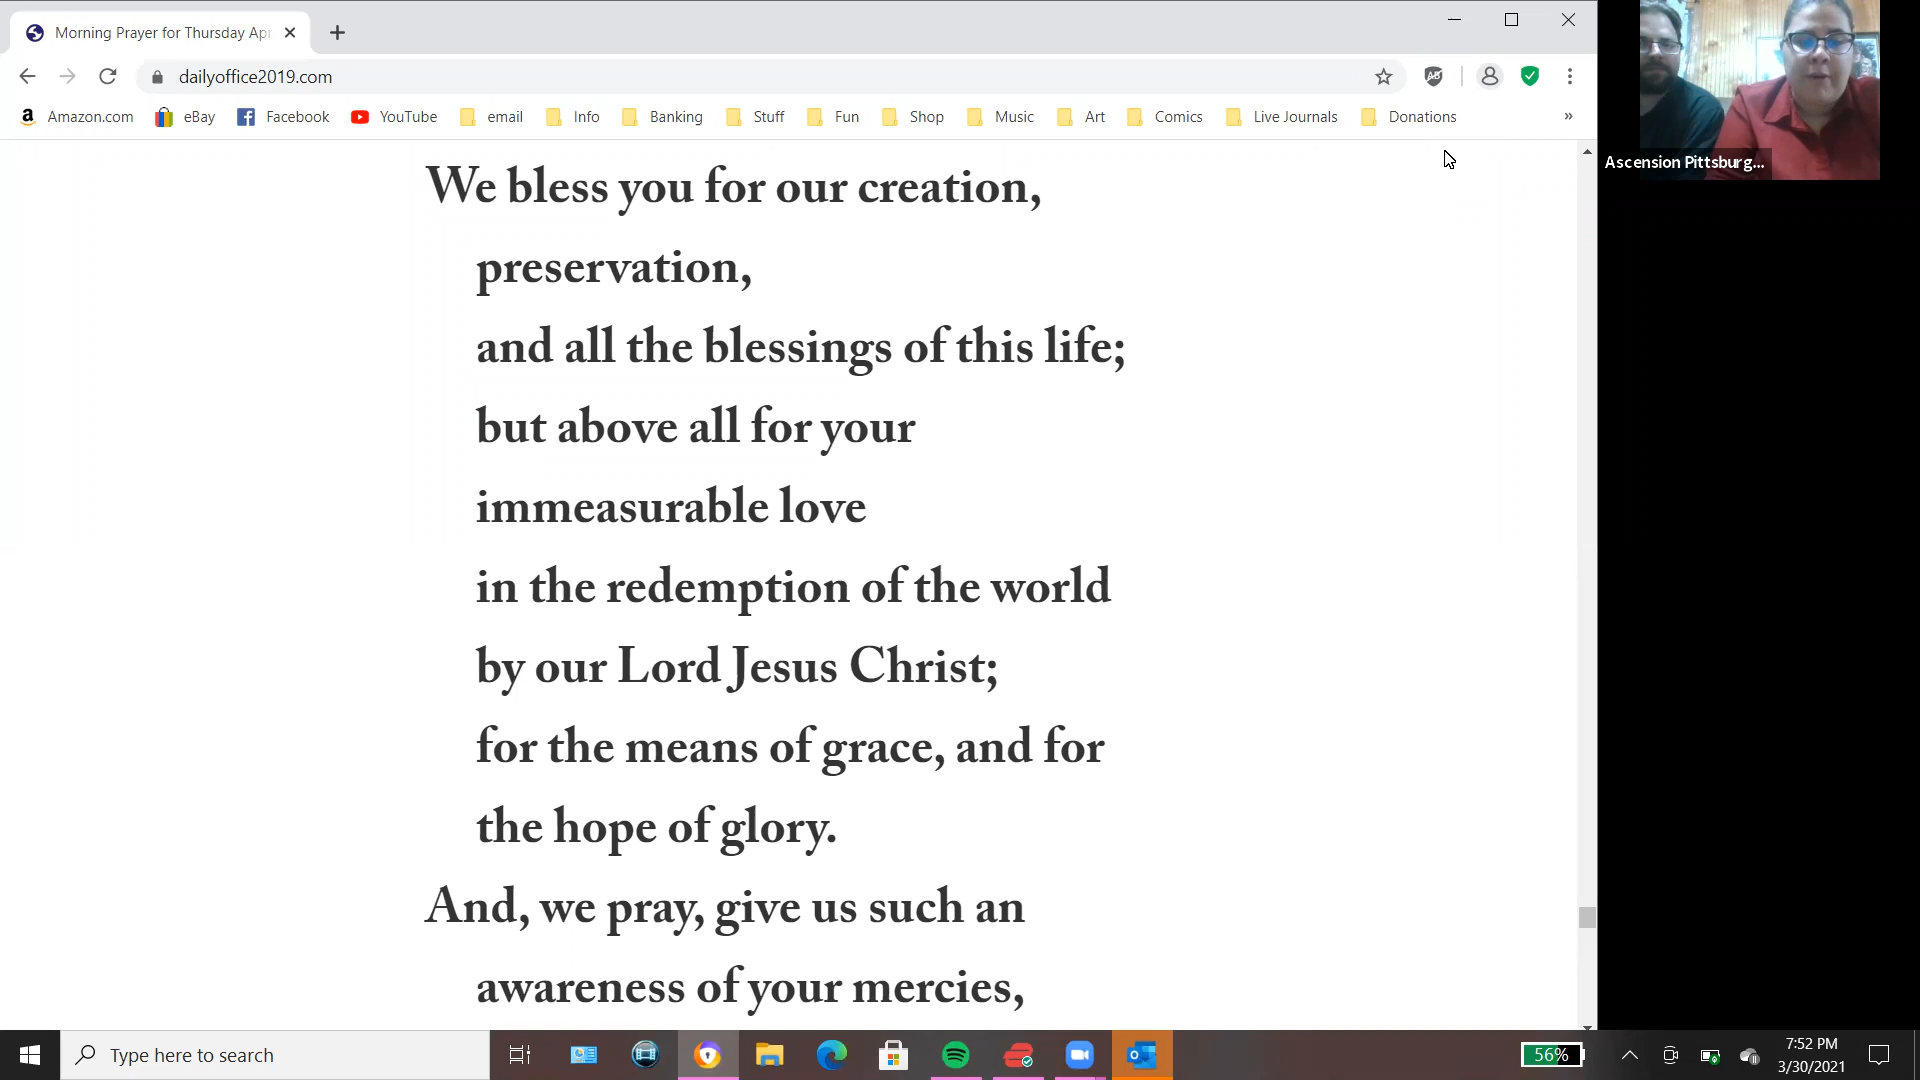 Morning Prayer for Thursday Apr
dailyoffice2019.com
Amazon.com eBay Facebook YouTube email Info Banking Stuff Fun Shop Music Art Comics Live Journals Donations »
We bless you for our creation,
preservation,
and all the blessings of this life;
but above all for your
immeasurable love
in the redemption of the world
by our Lord Jesus Christ;
for the means of grace, and for
the hope of glory.
And, we pray, give us such an
awareness of your mercies,
Ascension Pittsburg...
Type here to search
56%
7:52 PM
3/30/2021